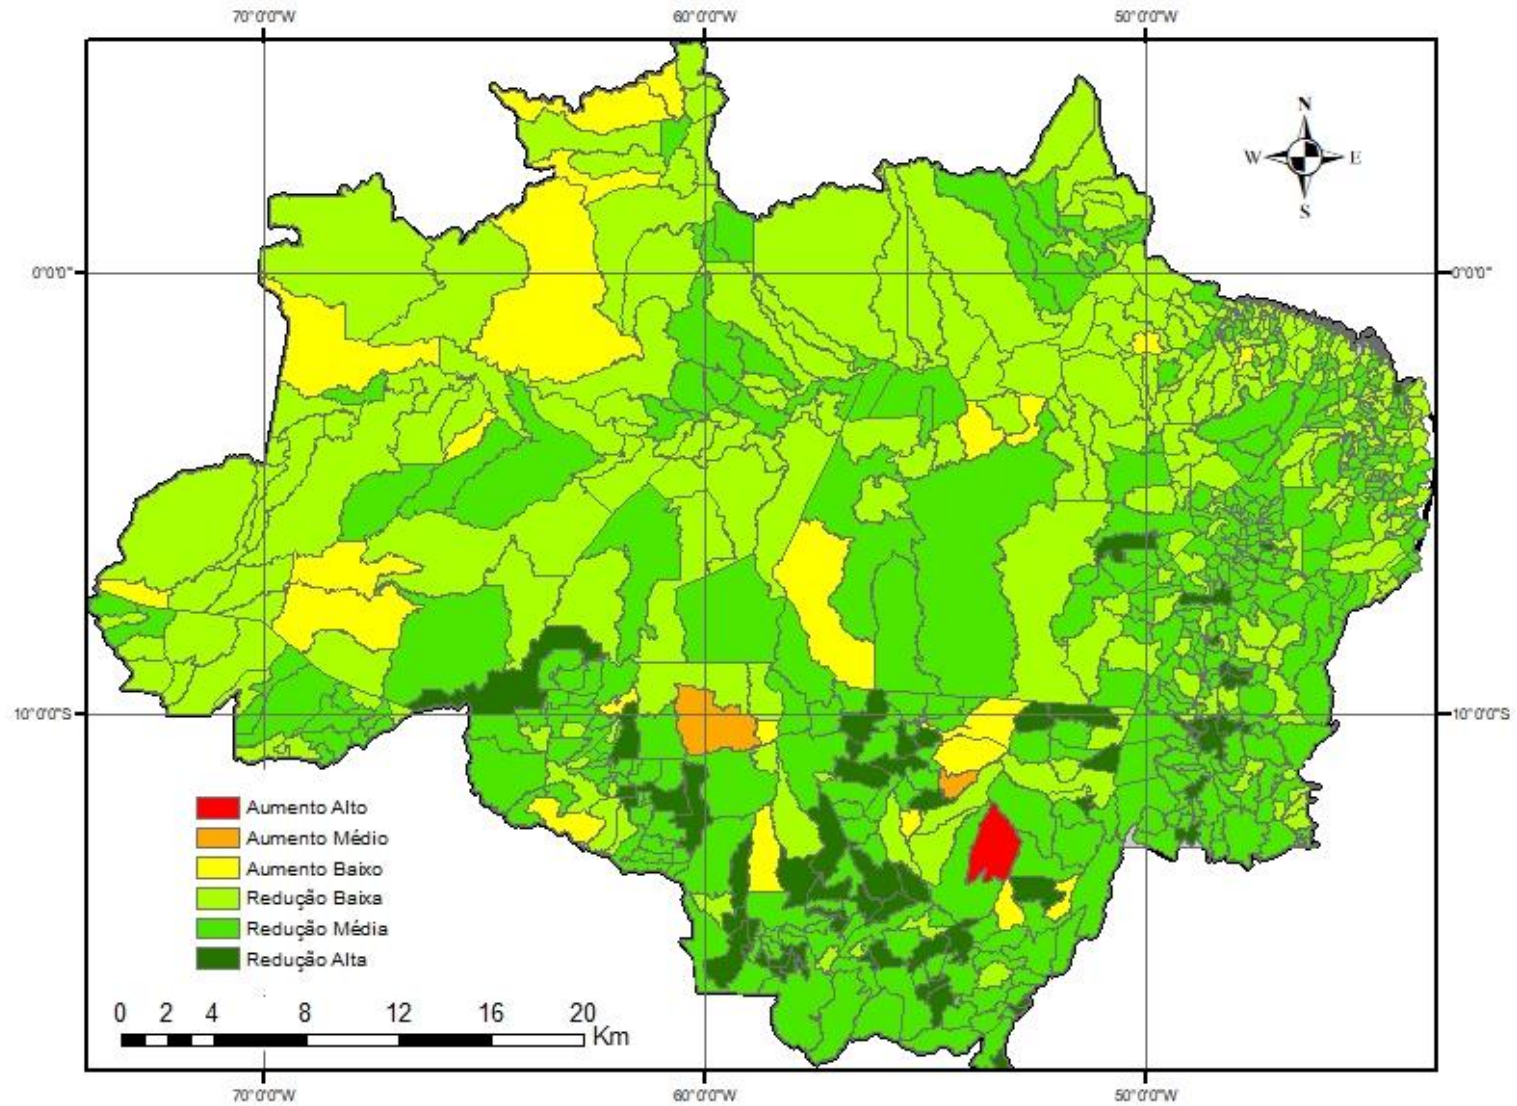 70°0'0"W 60°0'0"W 50°0'0"W
N
W E
S
0°0'0" 0°0'0"
10°0'0"S 10°0'0"S
Aumento Alto
Aumento Médio
Aumento Baixo
Redução Baixa
Redução Média
Redução Alta
0 2 4 8 12 16 20
Km
70°0'0"W 60°0'0"W 50°0'0"W